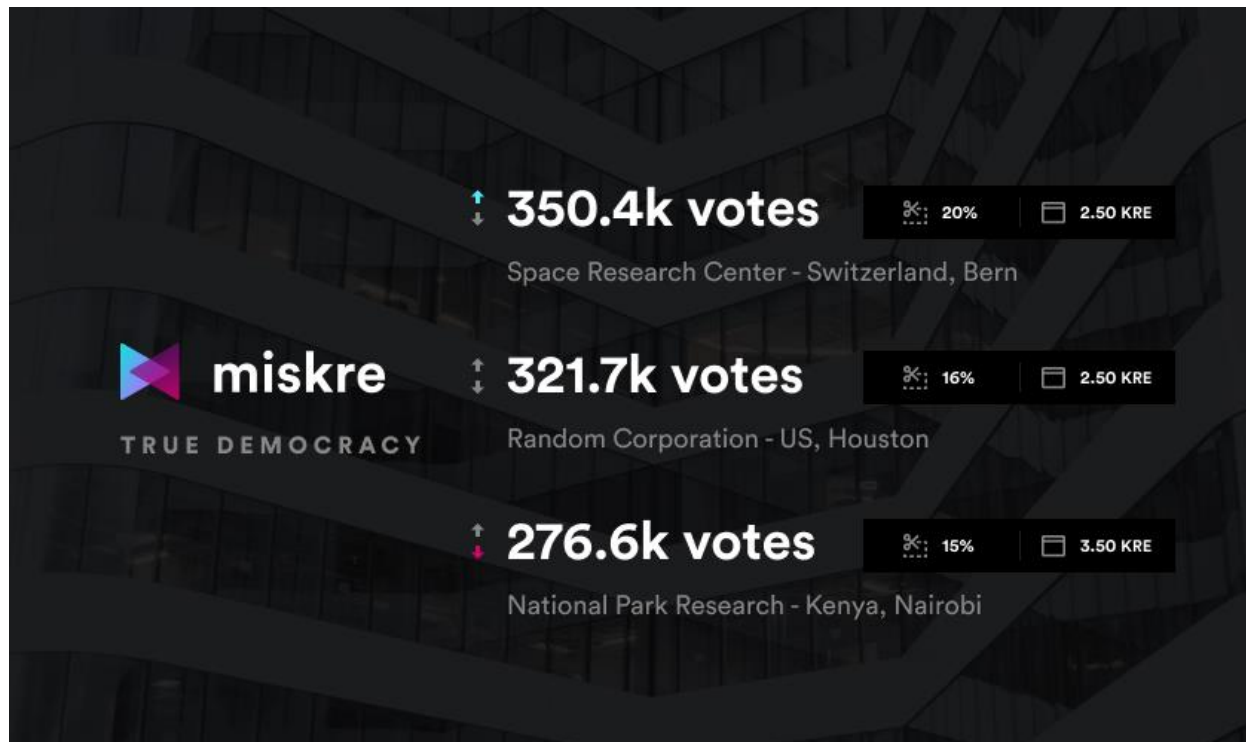 350.4k votes
20%
2.50 KRE
Space Research Center - Switzerland, Bern
miskre
TRUE DEMOCRACY
321.7k votes
16%
2.50 KRE
Random Corporation - US, Houston
276.6k votes
15%
3.50 KRE
National Park Research - Kenya, Nairobi